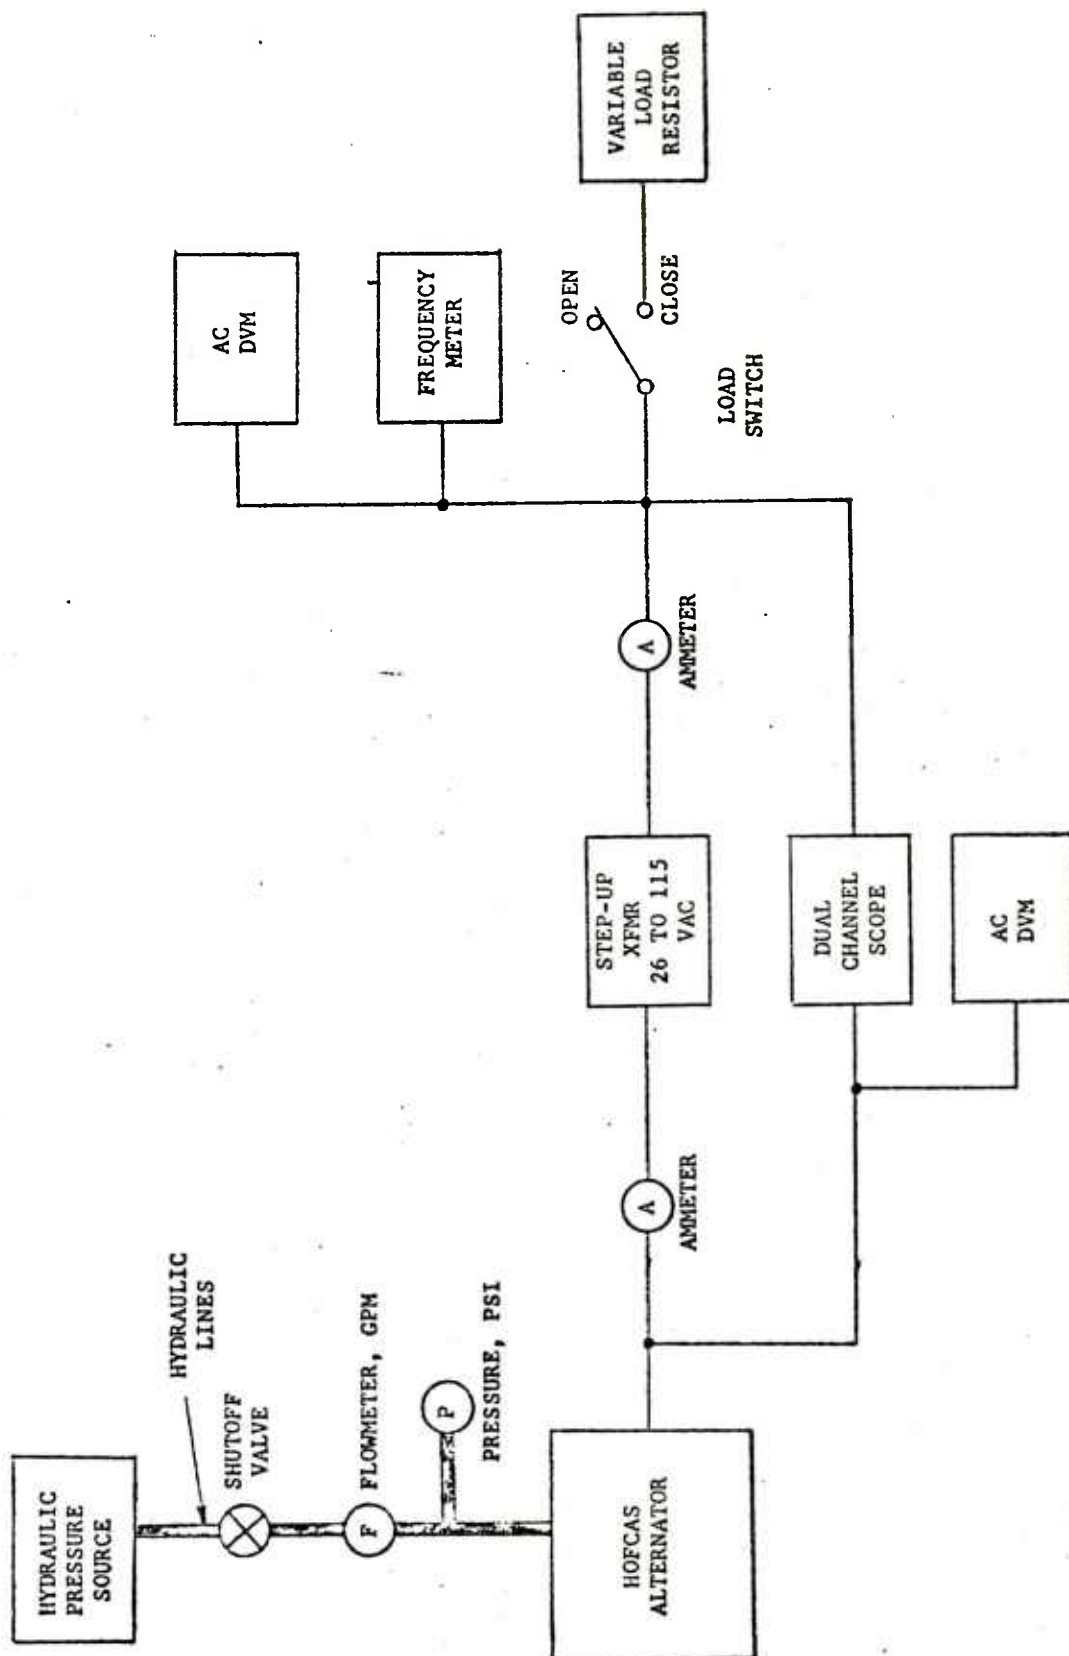 HYDRAULIC
PRESSURE
SOURCE
HYDRAULIC
LINES
SHUTOFF
VALVE
F
FLOWMETER, GPM
P
PRESSURE, PSI
HOFCAS
ALTERNATOR
A
AMMETER
STEP-UP
XFMR
26 TO 115
VAC
DUAL
CHANNEL
SCOPE
AC
DVM
A
AMMETER
AC
DVM
FREQUENCY
METER
OPEN
CLOSE
LOAD
SWITCH
VARIABLE
LOAD
RESISTOR